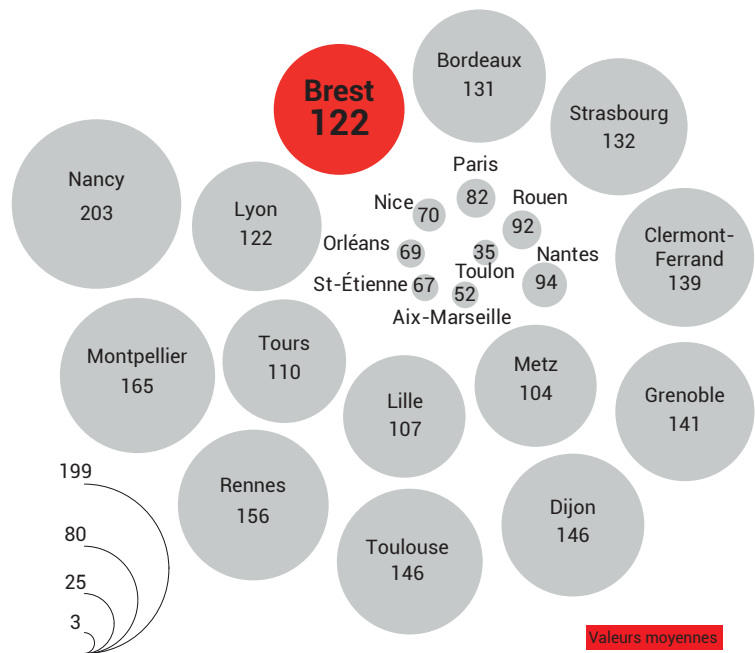 Bordeaux
131
Brest
122
Strasbourg
132
Nancy
203
Lyon
122
Paris
82
Nice
70
Rouen
92
Orléans
69
35
Toulon
Nantes
94
St-Étienne
67
52
Aix-Marseille
Clermont-
Ferrand
139
Montpellier
165
Tours
110
Lille
107
Metz
104
Grenoble
141
Rennes
156
Toulouse
146
Dijon
146
199
80
25
3
Valeurs moyennes